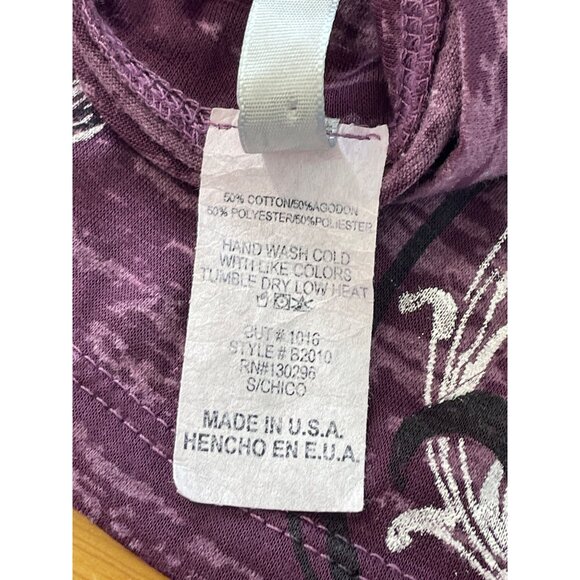 50% COTTON/50%AGODON
50% POLYESTER/50%POLIESTER
HAND WASH COLD
WITH LIKE COLORS
TUMBLE DRY LOW HEAT
CUT # 1016
STYLE # B2010
RN#130296
S/CHICO
MADE IN U.S.A.
HENCHO EN E.U.A.